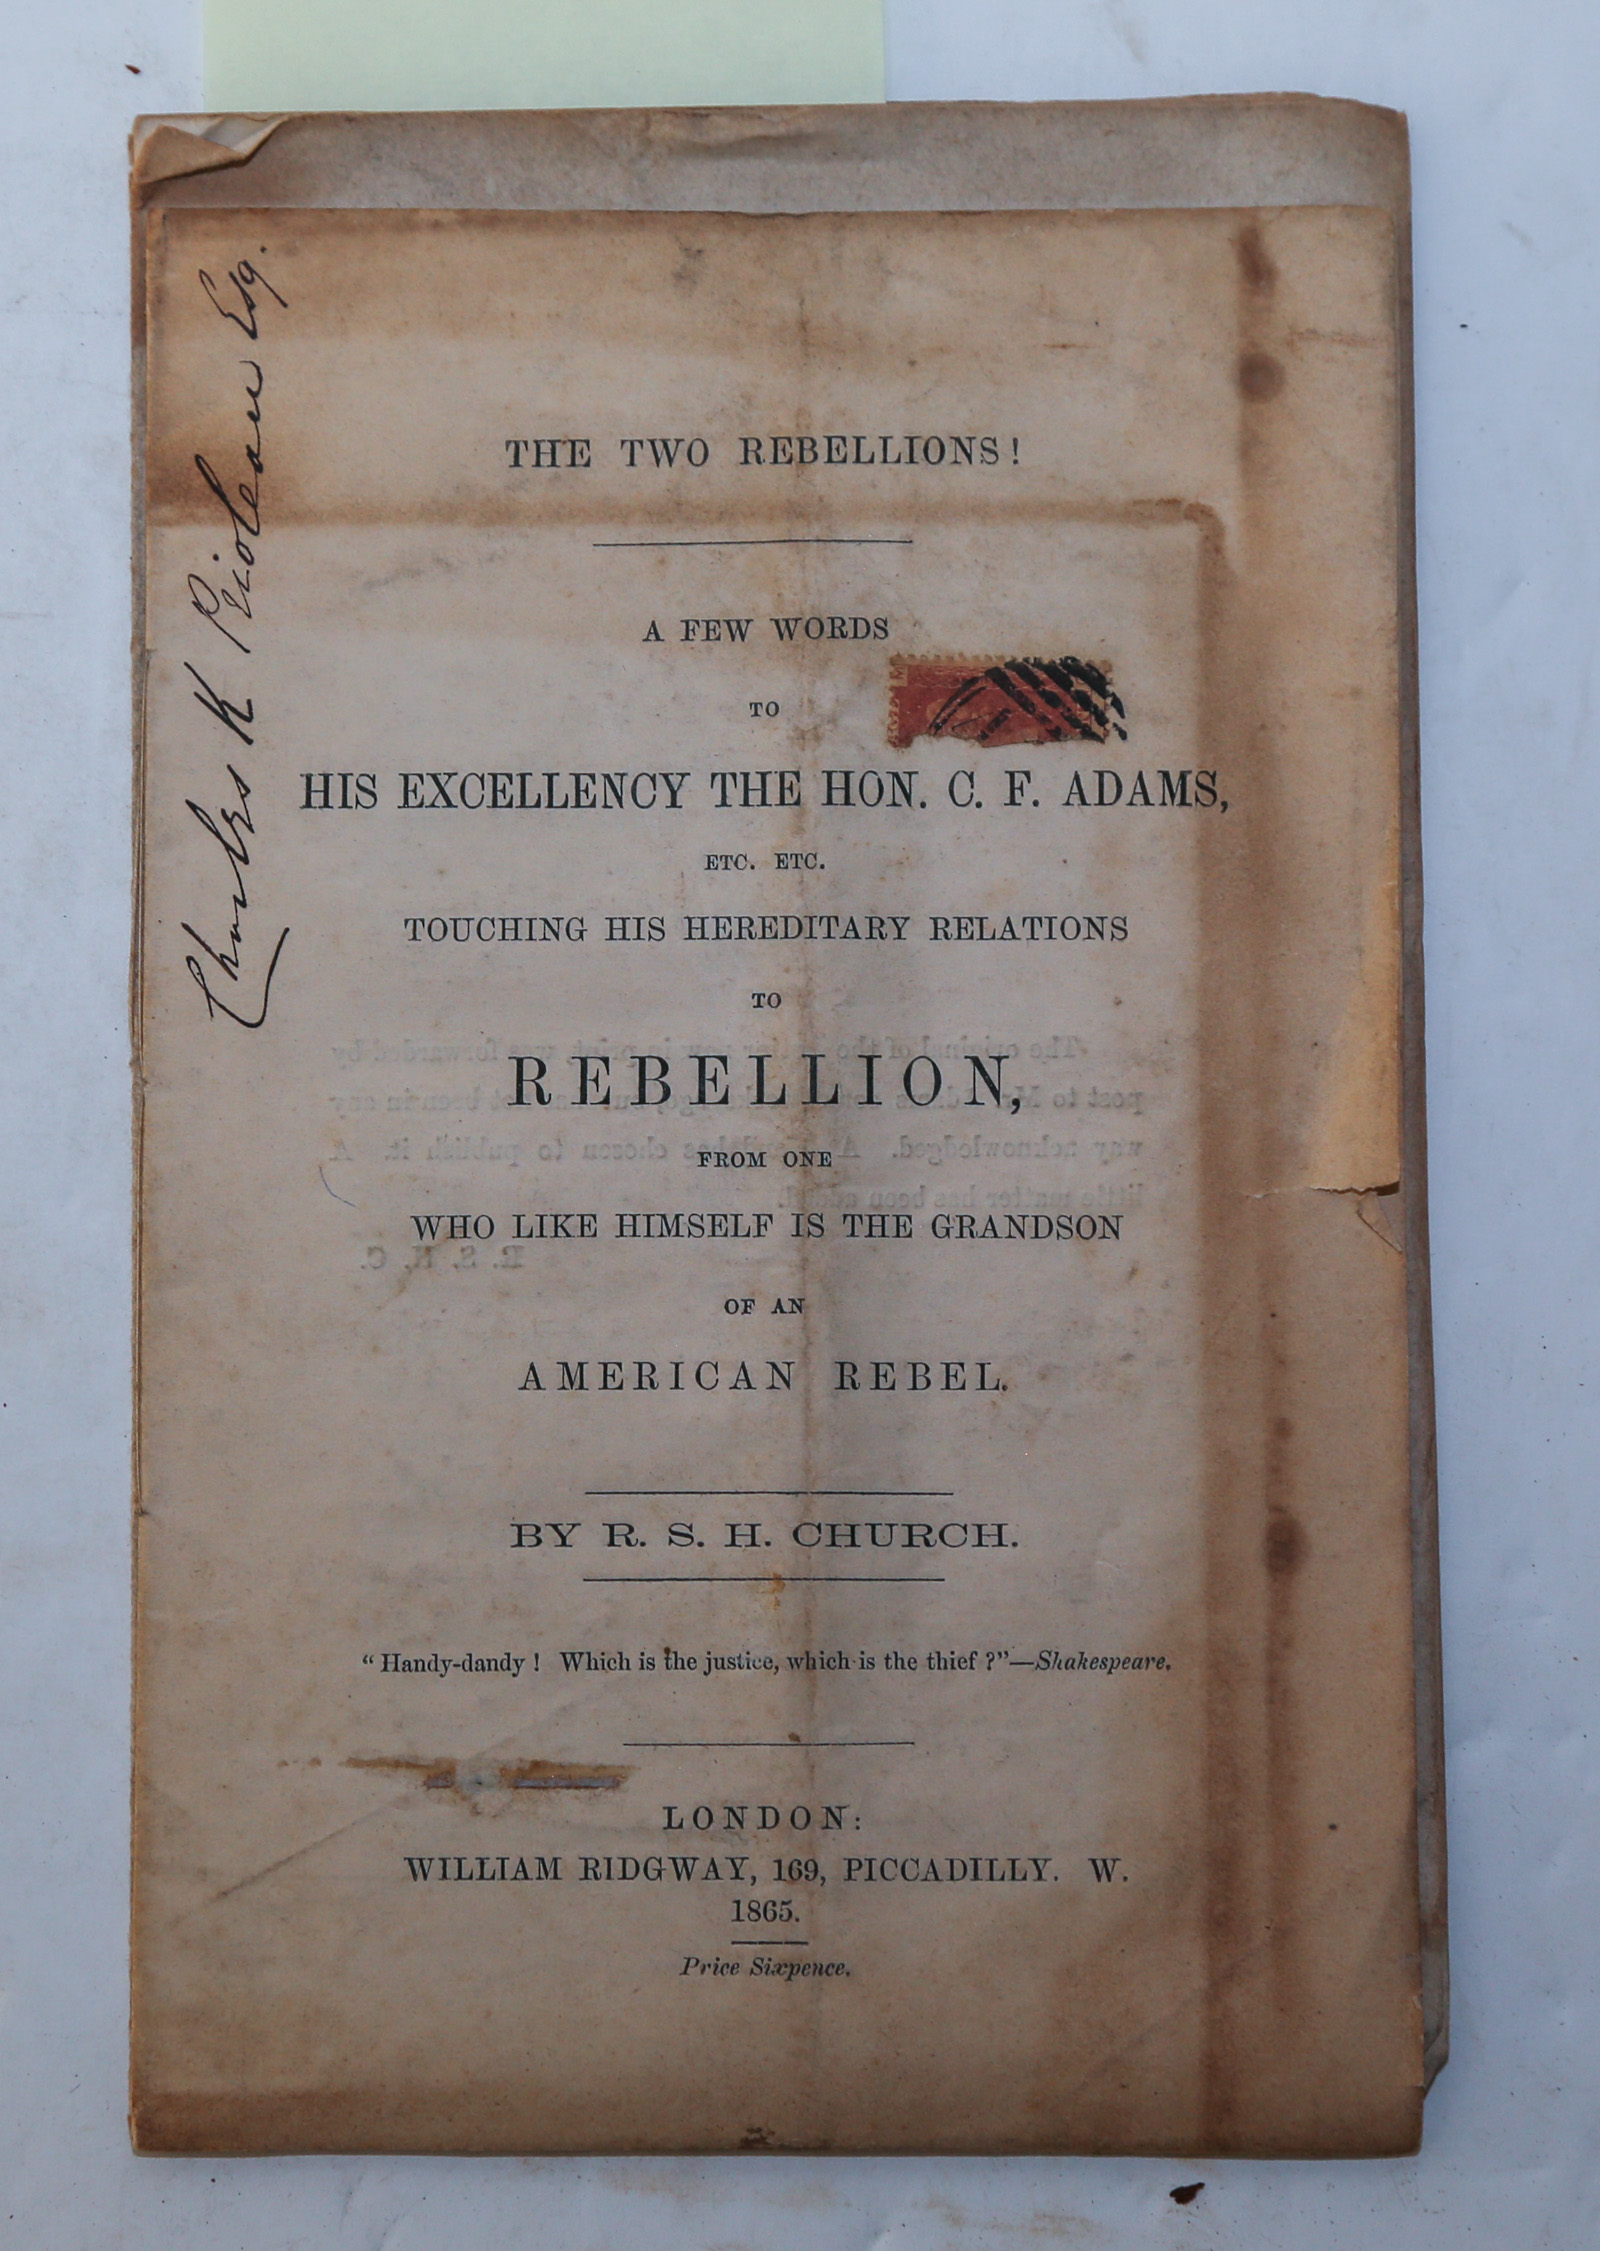 Charles K Prioleau Esq.
THE TWO REBELLIONS!
A FEW WORDS
TO
HIS EXCELLENCY THE HON. C. F. ADAMS,
ETC. ETC.
TOUCHING HIS HEREDITARY RELATIONS
TO
REBELLION,
FROM ONE
WHO LIKE HIMSELF IS THE GRANDSON
OF AN
AMERICAN REBEL.
BY R. S. H. CHURCH.
"Handy-dandy! Which is the justice, which is the thief?"—Shakespeare.
LONDON:
WILLIAM RIDGWAY, 169, PICCADILLY. W.
1865.
Price Sixpence.